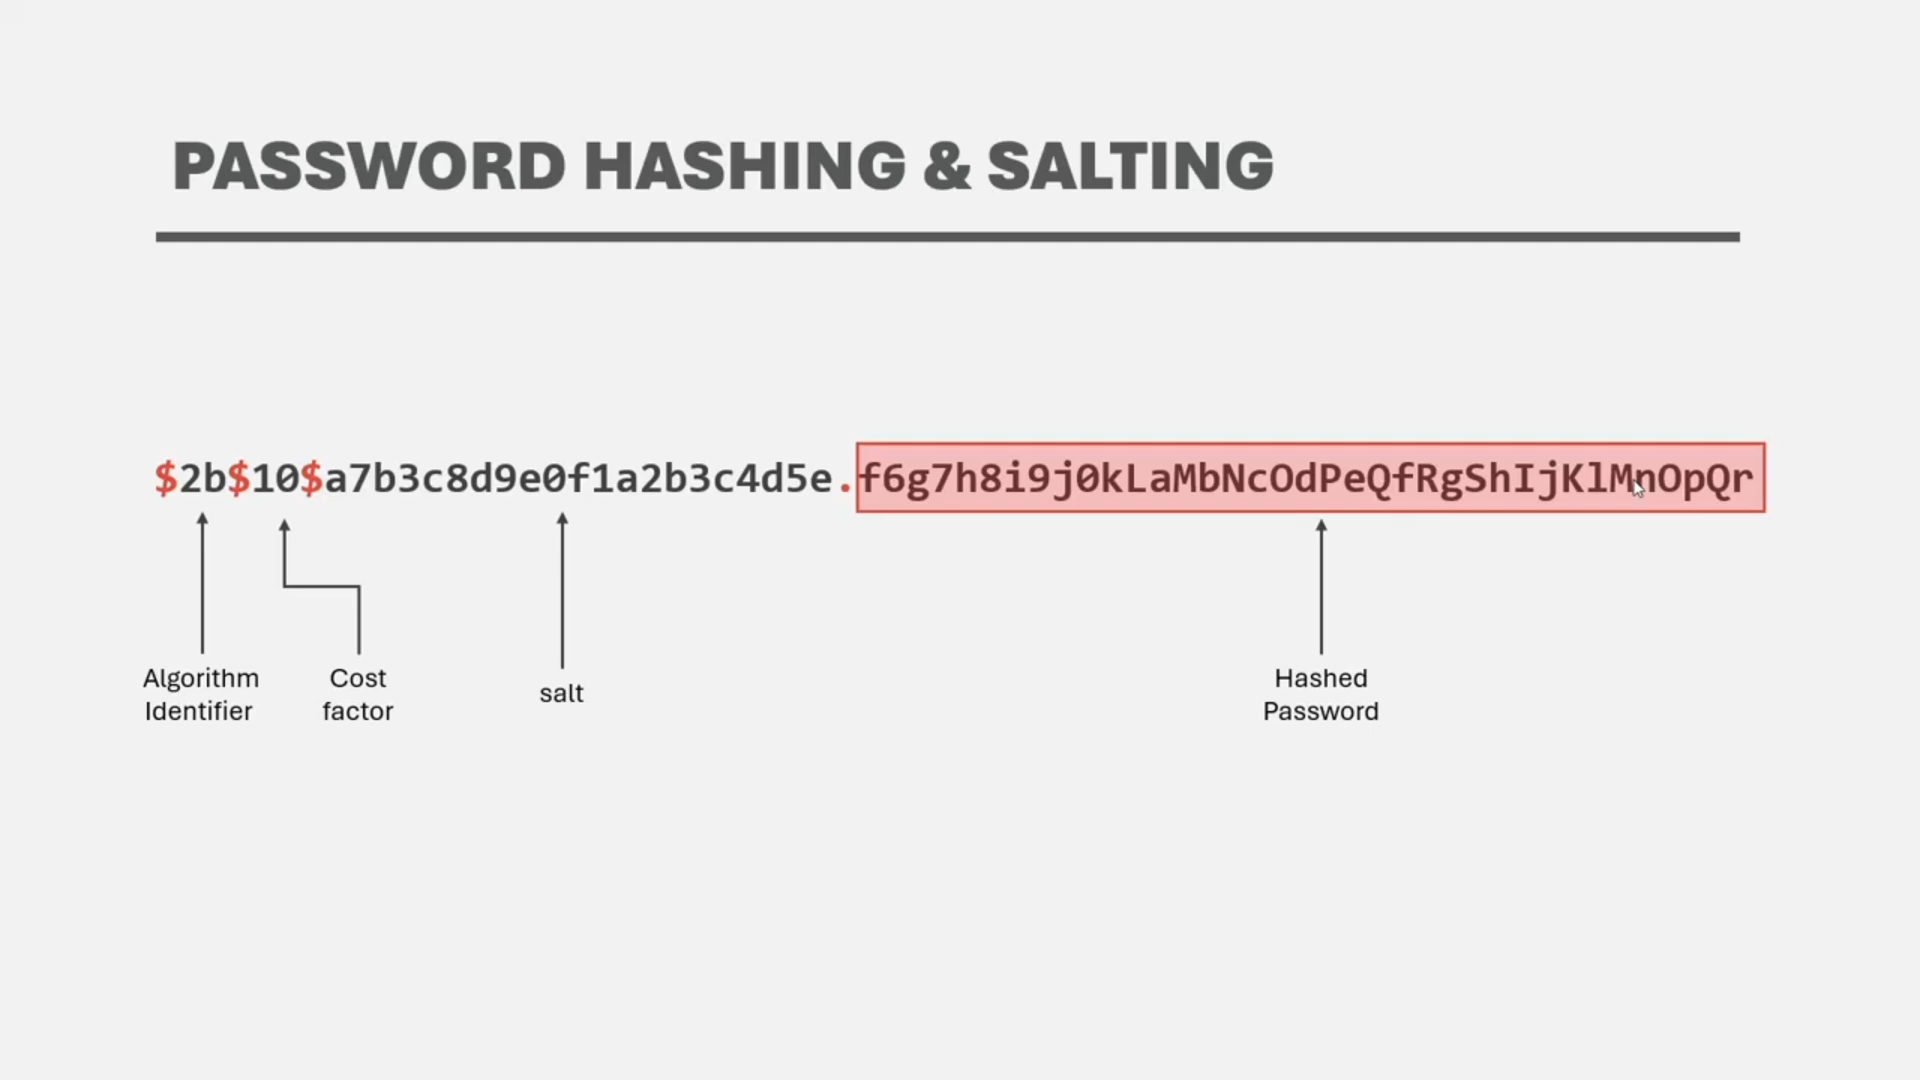 PASSWORD HASHING & SALTING
$2b$10$a7b3c8d9e0f1a2b3c4d5e.f6g7h8i9j0kLaMbNcOdPeQfRgShIjKlMnOpQr
Algorithm
Identifier
Cost
factor
salt
Hashed
Password